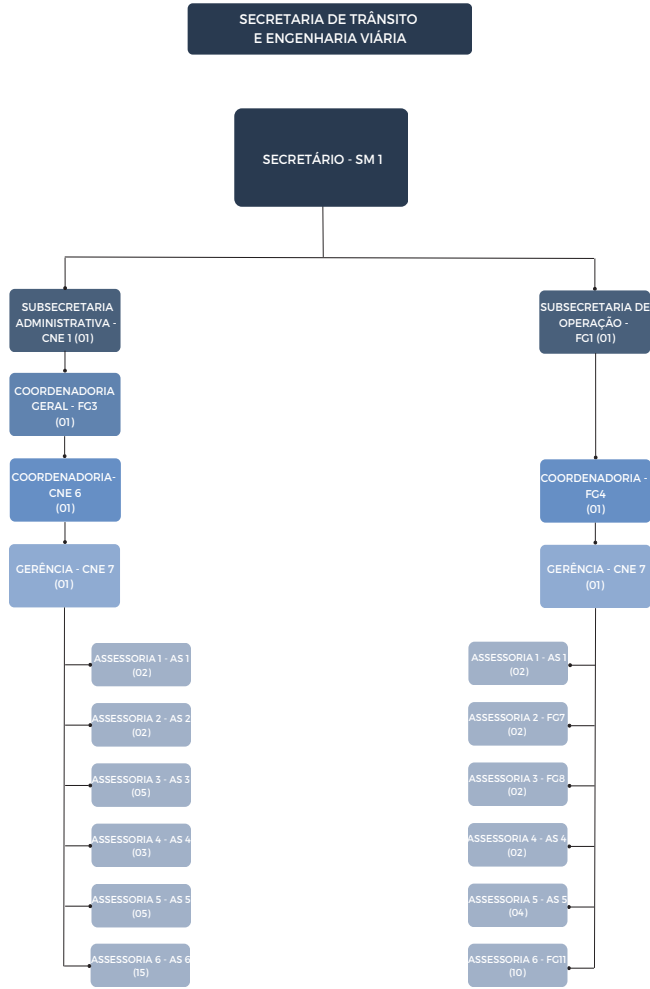 SECRETARIA DE TRÂNSITO
E ENGENHARIA VIÁRIA
SECRETÁRIO - SM 1
SUBSECRETARIA
ADMINISTRATIVA -
CNE 1 (01)
COORDENADORIA
GERAL - FG3
(01)
COORDENADORIA-
CNE 6
(01)
GERÊNCIA - CNE 7
(01)
ASSESSORIA 1 - AS 1
(02)
ASSESSORIA 2 - AS 2
(02)
ASSESSORIA 3 - AS 3
(05)
ASSESSORIA 4 - AS 4
(03)
ASSESSORIA 5 - AS 5
(05)
ASSESSORIA 6 - AS 6
(15)
SUBSECRETARIA DE
OPERAÇÃO -
FG1 (01)
COORDENADORIA -
FG4
(01)
GERÊNCIA - CNE 7
(01)
ASSESSORIA 1 - AS 1
(02)
ASSESSORIA 2 - FG7
(02)
ASSESSORIA 3 - FG8
(02)
ASSESSORIA 4 - AS 4
(02)
ASSESSORIA 5 - AS 5
(04)
ASSESSORIA 6 - FG11
(10)